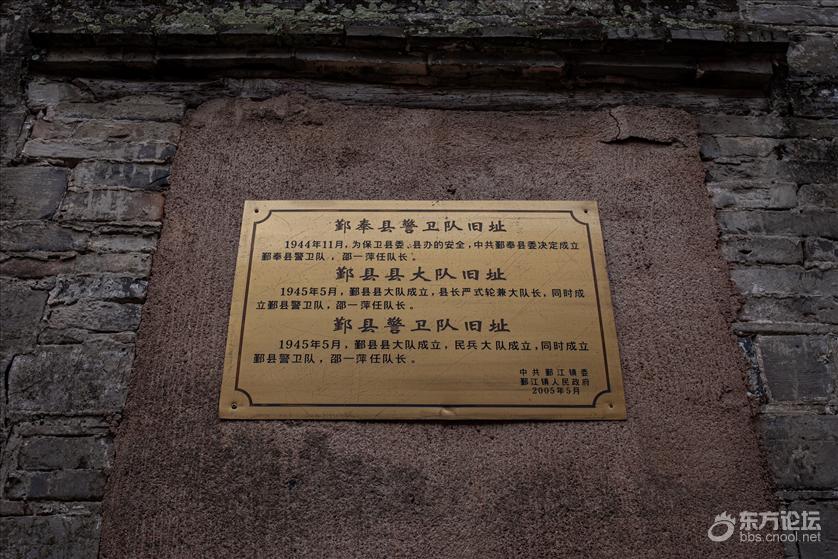 鄞奉县警卫队旧址
1944年11月，为保卫县委、县办的安全，中共鄞奉县委决定成立
鄞奉县警卫队，邵一萍任队长。
鄞县县大队旧址
1945年5月，鄞县县大队成立，县长严式轮兼大队长，同时成
立鄞县警卫队，邵一萍任队长。
鄞县警卫队旧址
1945年5月，鄞县县大队成立，民兵大队成立，同时成立
鄞县警卫队，邵一萍任队长。
中共鄞江镇委
鄞江镇人民政府
2005年5月
东方论坛
bbs.cnool.net